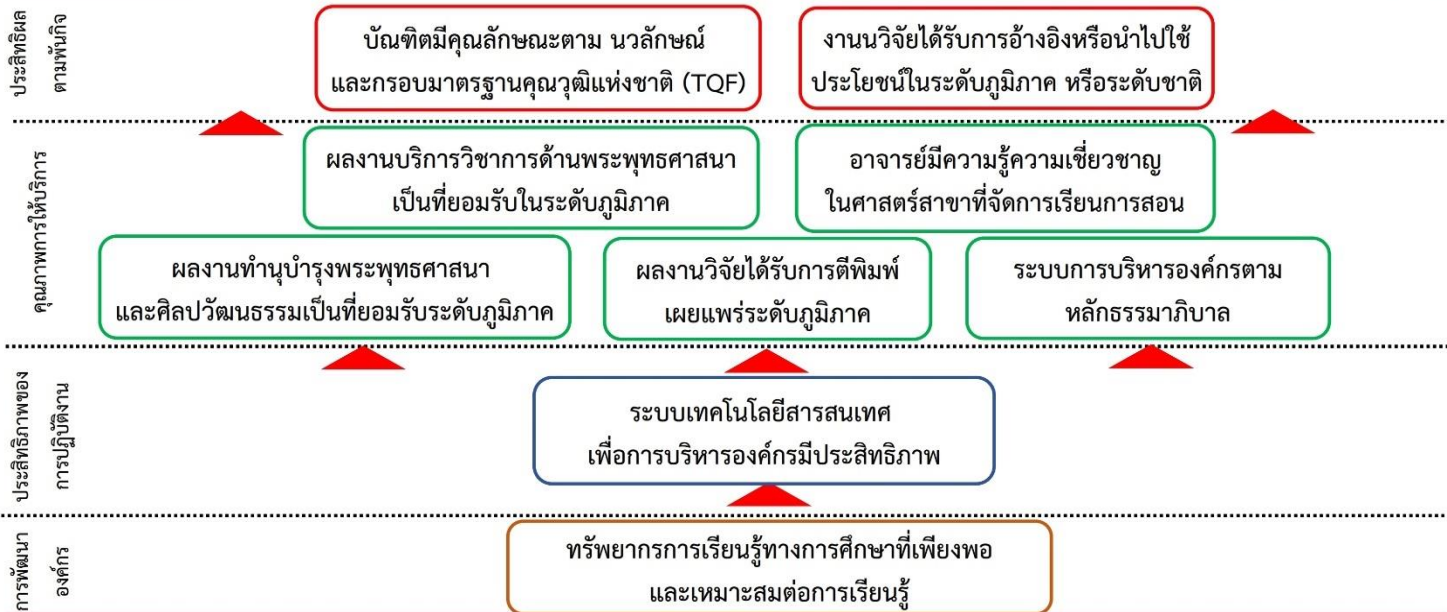 ประสิทธิผล
ตามพันกิจ
บัณฑิตมีคุณลักษณะตาม นวลักษณ์
และกรอบมาตรฐานคุณวุฒิแห่งชาติ (TQF)
งานนวิจัยได้รับการอ้างอิงหรือนำไปใช้
ประโยชน์ในระดับภูมิภาค หรือระดับชาติ
คุณภาพการให้บริการ
ผลงานบริการวิชาการด้านพระพุทธศาสนา
เป็นที่ยอมรับในระดับภูมิภาค
อาจารย์มีความรู้ความเชี่ยวชาญ
ในศาสตร์สาขาที่จัดการเรียนการสอน
ผลงานทำนุบำรุงพระพุทธศาสนา
และศิลปวัฒนธรรมเป็นที่ยอมรับระดับภูมิภาค
ผลงานวิจัยได้รับการตีพิมพ์
เผยแพร่ระดับภูมิภาค
ระบบการบริหารองค์กรตาม
หลักธรรมาภิบาล
ประสิทธิภาพของ
การปฏิบัติงาน
ระบบเทคโนโลยีสารสนเทศ
เพื่อการบริหารองค์กรมีประสิทธิภาพ
การพัฒนา
องค์กร
ทรัพยากรการเรียนรู้ทางการศึกษาที่เพียงพอ
และเหมาะสมต่อการเรียนรู้